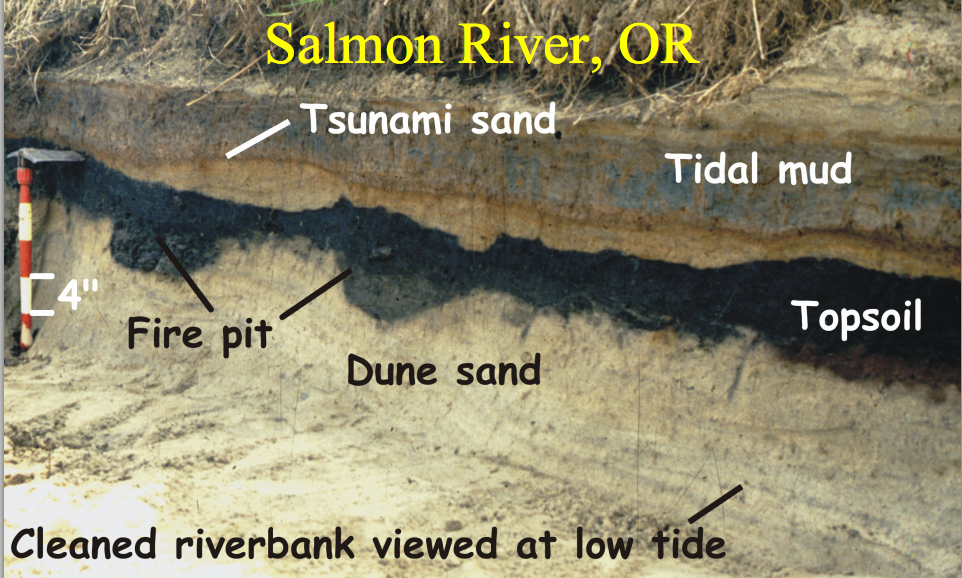 Salmon River, OR
Tsunami sand
Tidal mud
4"
Topsoil
Fire pit
Dune sand
Cleaned riverbank viewed at low tide